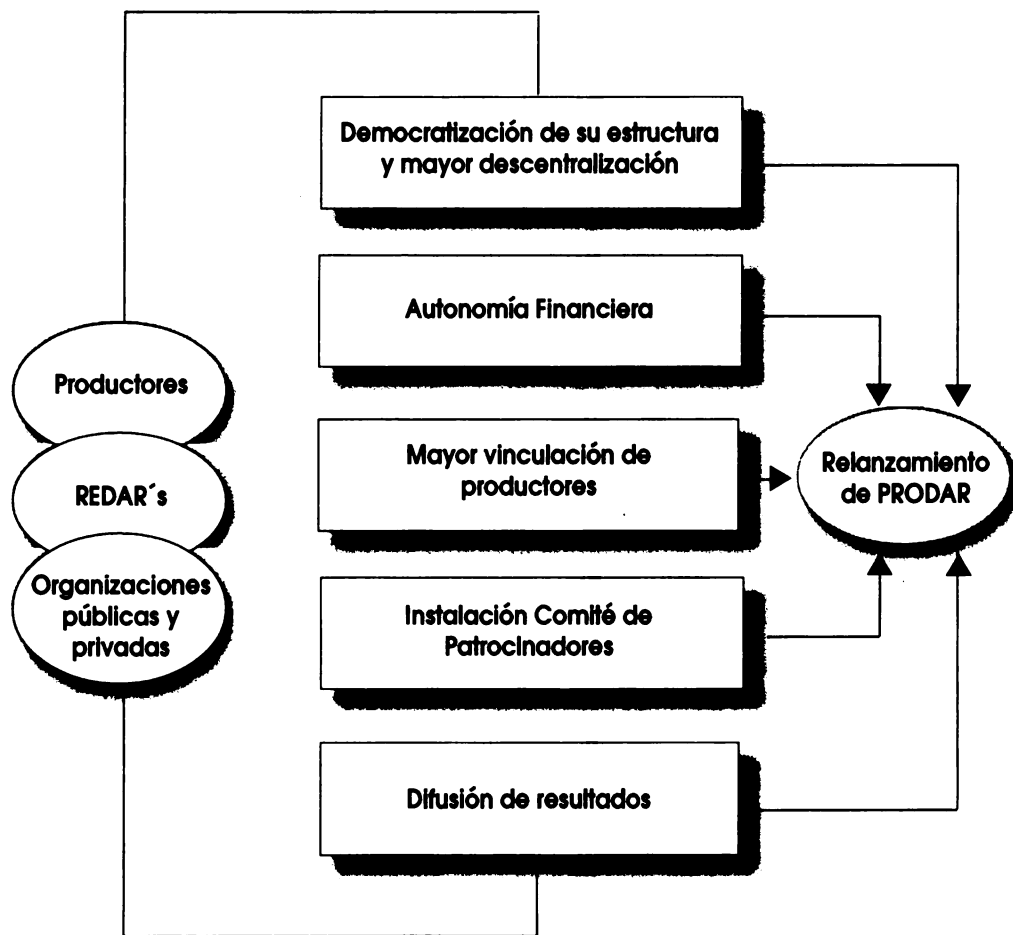 Democratización de su estructura
y mayor descentralización
Autonomía Financiera
Productores
Mayor vinculación de
productores
Relanzamiento
de PRODAR
REDAR´s
Organizaciones
públicas y
privadas
Instalación Comité de
Patrocinadores
Difusión de resultados